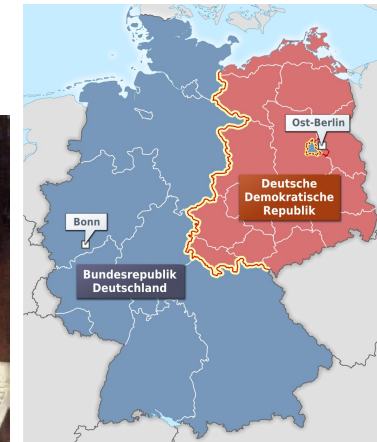 Ost-Berlin
Deutsche
Demokratische
Republik
Bonn
Bundesrepublik
Deutschland